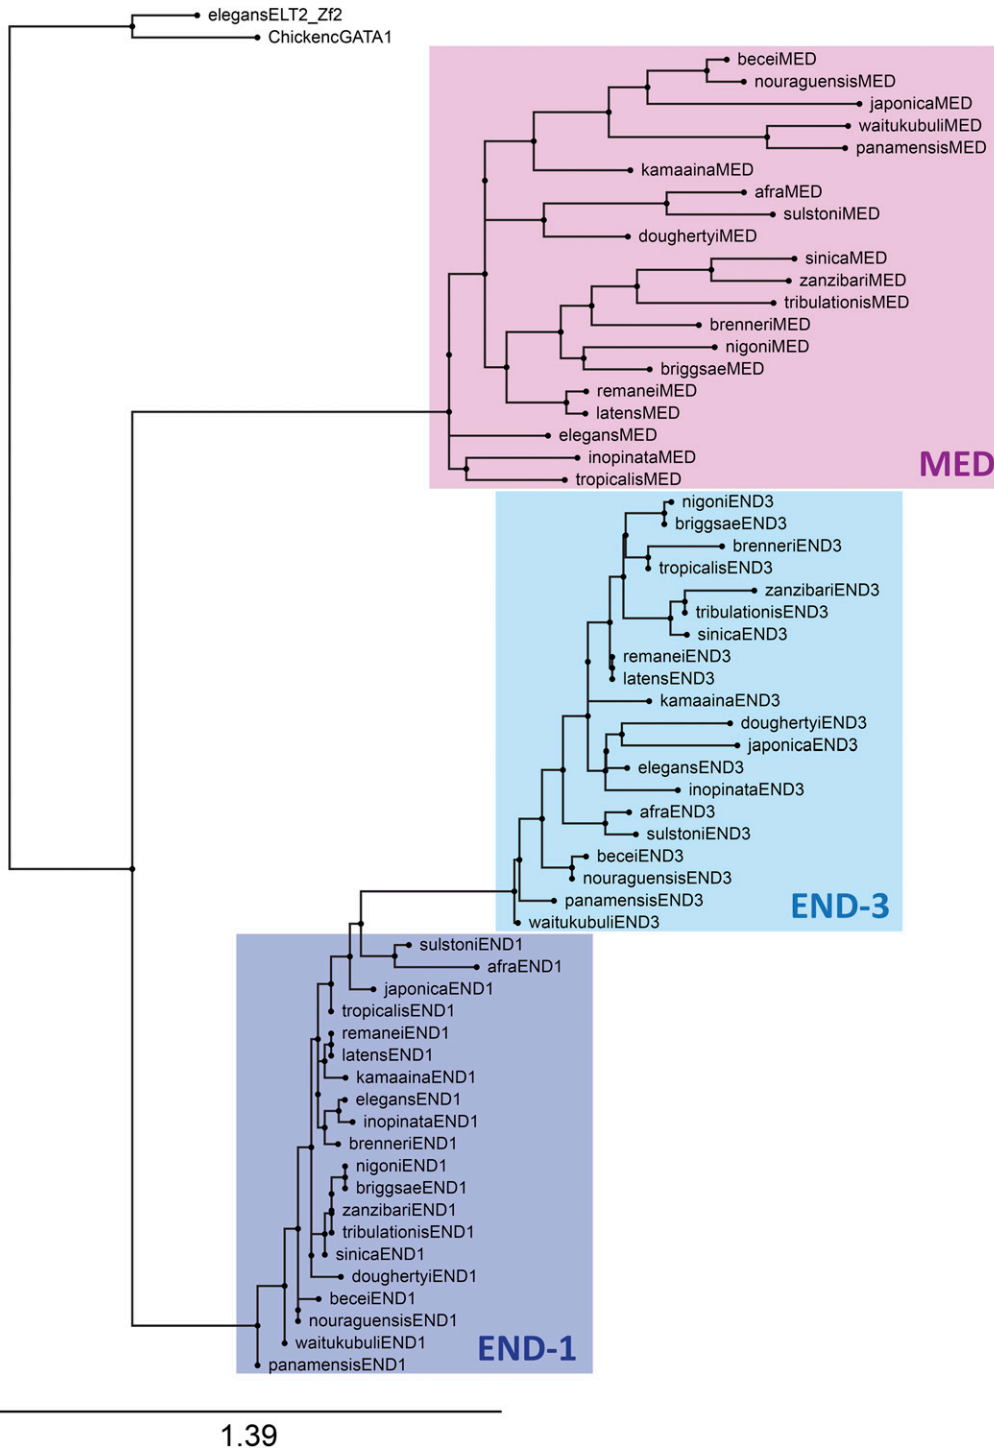 elegansELT2_Zf2
ChickencGATA1
beceiMED
nouraguensisMED
japonicaMED
waitukubuliMED
panamensisMED
kamaainaMED
afraMED
sulstoniMED
doughertyiMED
sinicaMED
zanzibariMED
tribulationisMED
brenneriMED
nigoniMED
briggsaeMED
remaneiMED
latensMED
elegansMED
inopinataMED
MED
tropicalisMED
nigoniEND3
briggsaeEND3
brenneriEND3
tropicalisEND3
zanzibariEND3
tribulationisEND3
sinicaEND3
remaneiEND3
latensEND3
kamaainaEND3
doughertyiEND3
japonicaEND3
elegansEND3
inopinataEND3
afraEND3
sulstoniEND3
beceiEND3
nouraguensisEND3
panamensisEND3
END-3
waitukubuliEND3
sulstoniEND1
afraEND1
japonicaEND1
tropicalisEND1
remaneiEND1
latensEND1
kamaainaEND1
elegansEND1
inopinataEND1
brenneriEND1
nigoniEND1
briggsaeEND1
zanzibariEND1
tribulationisEND1
sinicaEND1
doughertyiEND1
beceiEND1
nouraguensisEND1
waitukubuliEND1
END-1
panamensisEND1
1.39